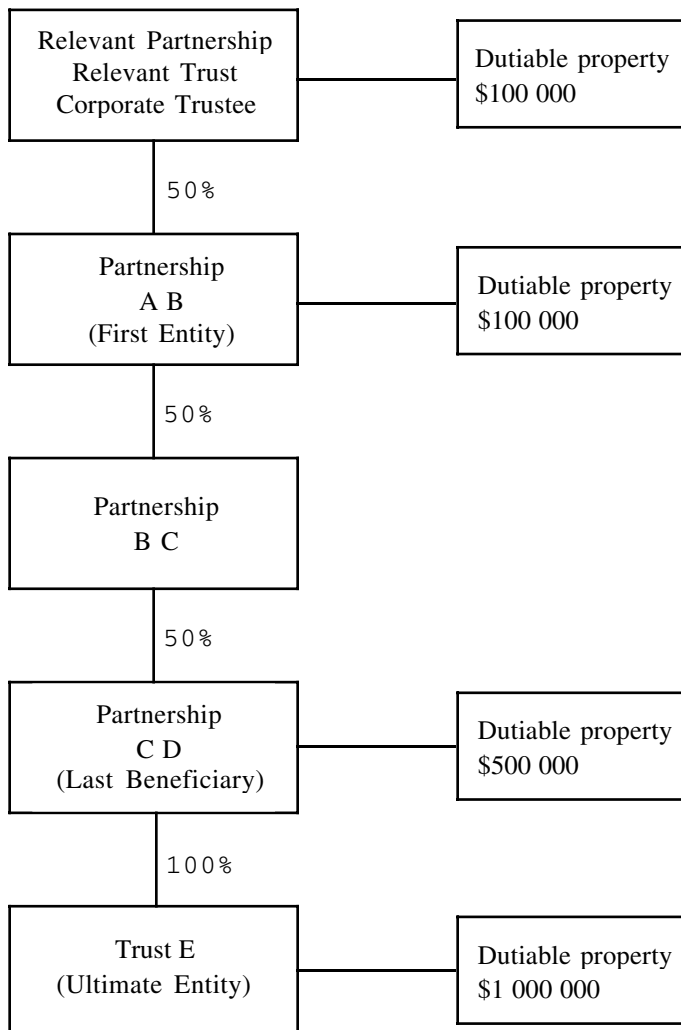 Relevant Partnership
Relevant Trust
Corporate Trustee
Dutiable property
$100 000
50%
Partnership
A B
(First Entity)
Dutiable property
$100 000
50%
Partnership
B C
50%
Partnership
C D
(Last Beneficiary)
Dutiable property
$500 000
100%
Trust E
(Ultimate Entity)
Dutiable property
$1 000 000